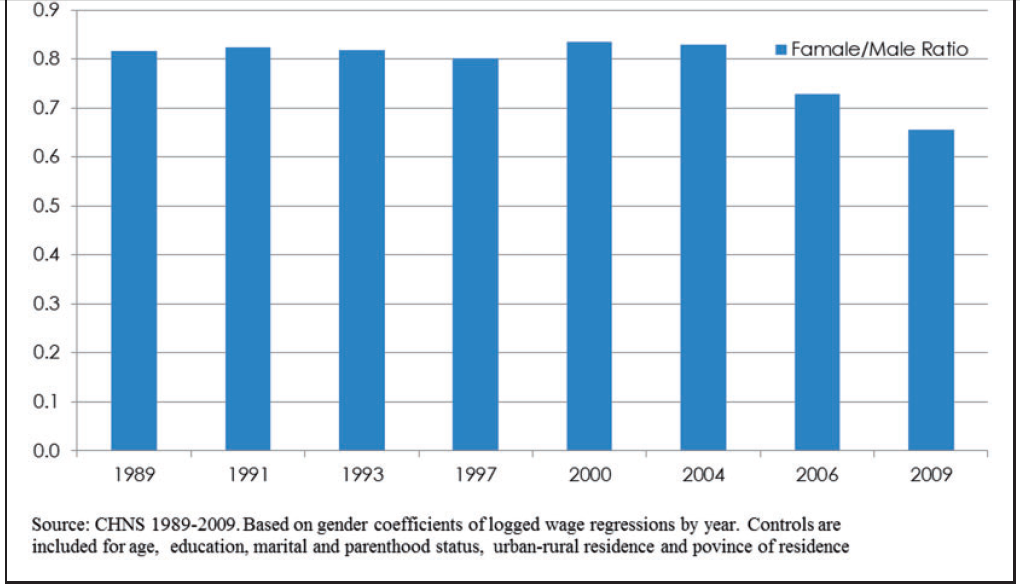 0.9
0.8
0.7
0.6
0.5
0.4
0.3
0.2
0.1
0.0
Famale/Male Ratio
1989 1991 1993 1997 2000 2004 2006 2009
Source: CHNS 1989-2009. Based on gender coefficients of logged wage regressions by year. Controls are
included for age, education, marital and parenthood status, urban-rural residence and povince of residence